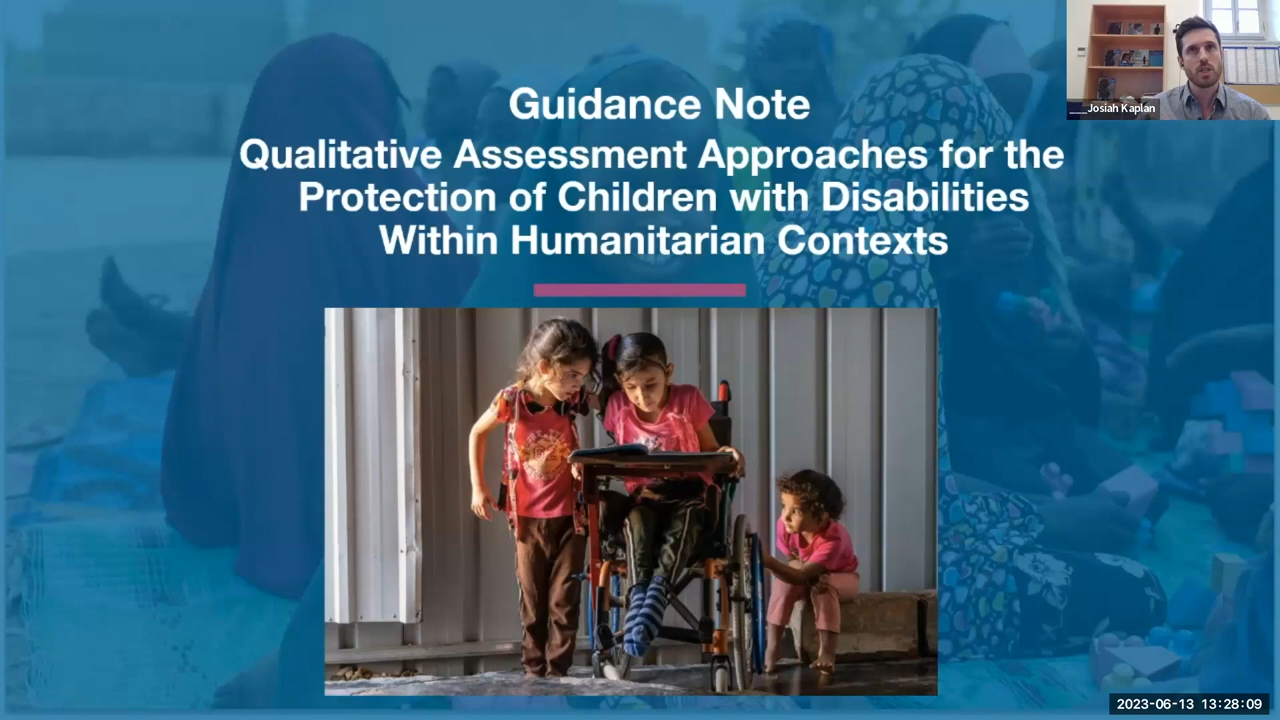 Guidance Note
Qualitative Assessment Approaches for the
Protection of Children with Disabilities
Within Humanitarian Contexts
___Josiah Kaplan
2023-06-13 13:28:09